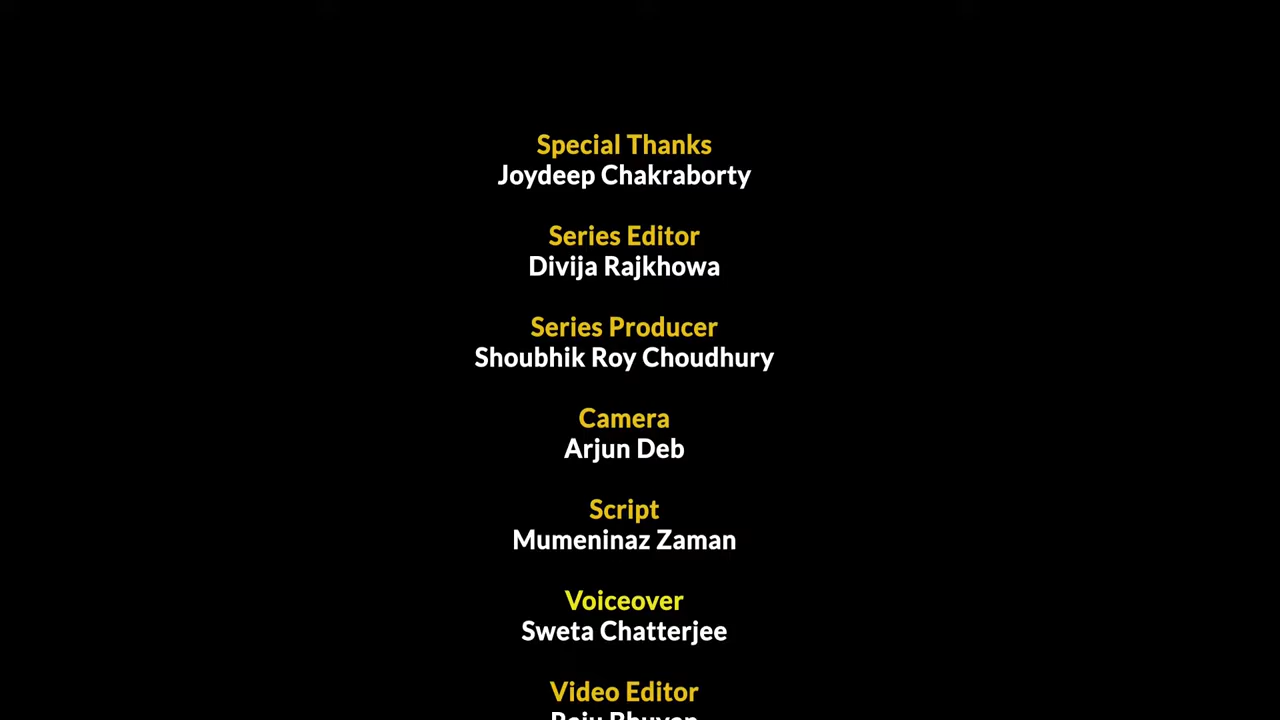 Special Thanks
Joydeep Chakraborty
Series Editor
Divija Rajkhowa
Series Producer
Shoubhik Roy Choudhury
Camera
Arjun Deb
Script
Mumeninaz Zaman
Voiceover
Sweta Chatterjee
Video Editor